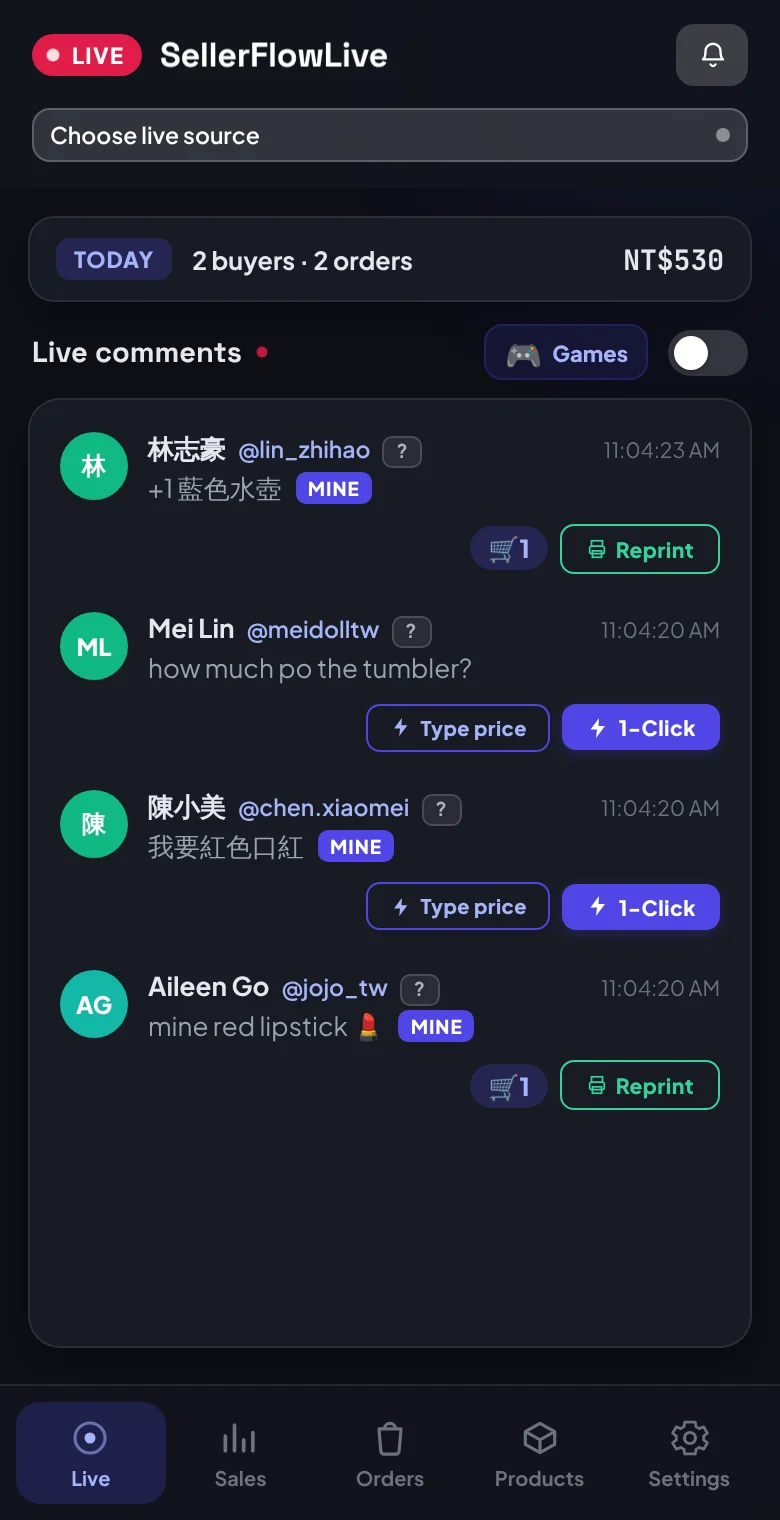 LIVE SellerFlowLive
Choose live source
TODAY 2 buyers · 2 orders NT$530
Live comments 🎮 Games
林 林志豪 @lin_zhihao ? 11:04:23 AM
+1 藍色水壺 MINE
🛒1 Reprint
ML Mei Lin @meidolltw ? 11:04:20 AM
how much po the tumbler?
Type price 1-Click
陳 陳小美 @chen.xiaomei ? 11:04:20 AM
我要紅色口紅 MINE
Type price 1-Click
AG Aileen Go @jojo_tw ? 11:04:20 AM
mine red lipstick 💄 MINE
🛒1 Reprint
Live Sales Orders Products Settings